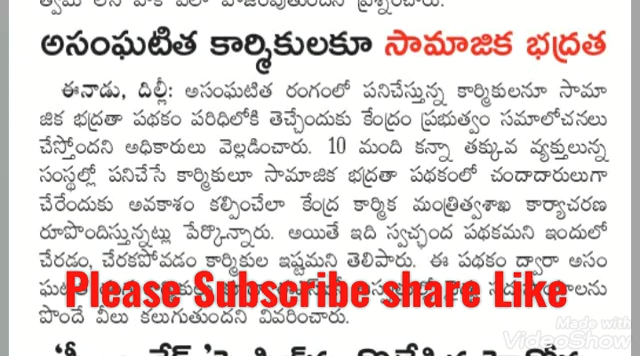 అసంఘటిత కార్మికులకూ సామాజిక భద్రత
ఈనాడు, దిల్లీ: అసంఘటిత రంగంలో పనిచేస్తున్న కార్మికులనూ సామా
జిక భద్రతా పథకం పరిధిలోకి తెచ్చేందుకు కేంద్రం ప్రభుత్వం సమాలోచనలు
చేస్తోందని అధికారులు వెల్లడించారు. 10 మంది కన్నా తక్కువ వ్యక్తులున్న
సంస్థల్లో పనిచేసే కార్మికులూ సామాజిక భద్రతా పథకంలో చందాదారులుగా
చేరేందుకు అవకాశం కల్పించేలా కేంద్ర కార్మిక మంత్రిత్వశాఖ కార్యాచరణ
రూపొందిస్తున్నట్లు పేర్కొన్నారు. అయితే ఇది స్వచ్ఛంద పథకమని ఇందులో
చేరడం, చేరకపోవడం కార్మికుల ఇష్టమని తెలిపారు. ఈ పథకం ద్వారా అసం
Please Subscribe share Like
పొందే వీలు కలుగుతుందని వివరించారు.
Made with
VideoShow